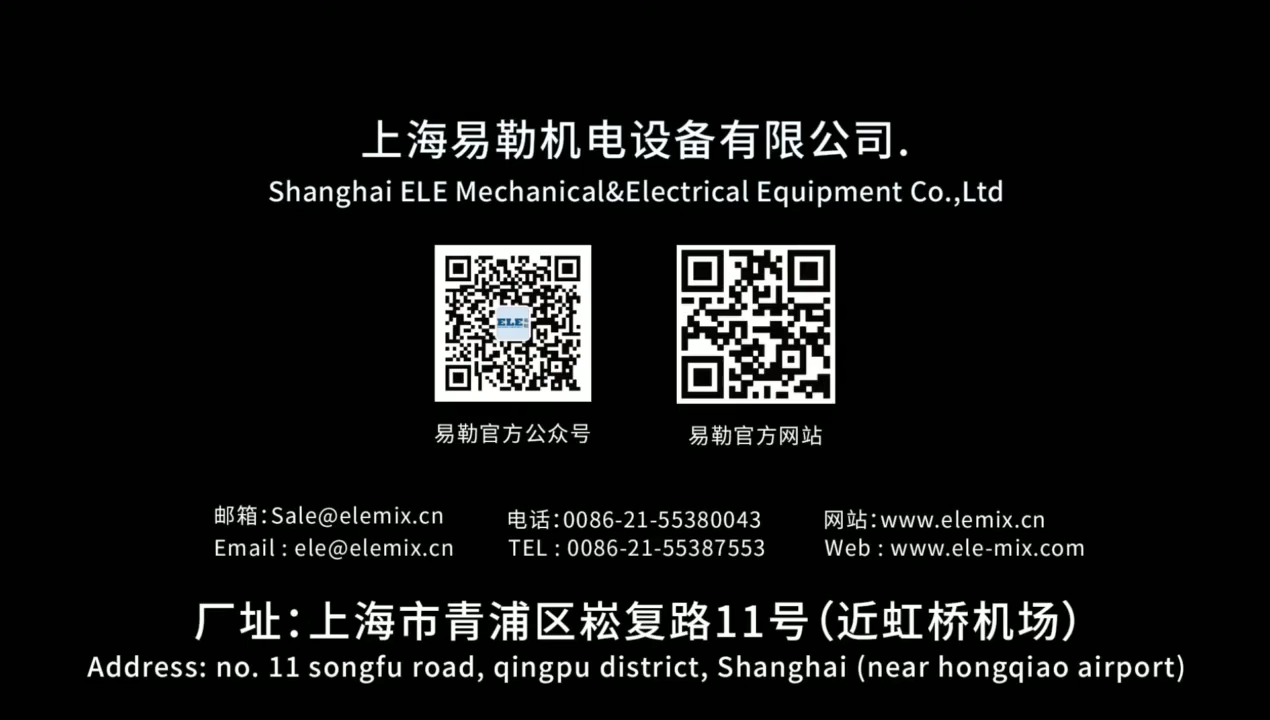 上海易勒机电设备有限公司.
Shanghai ELE Mechanical&Electrical Equipment Co.,Ltd
ELE
易勒官方公众号
易勒官方网站
邮箱:Sale@elemix.cn
电话:0086-21-55380043
网站:www.elemix.cn
Email : ele@elemix.cn
TEL : 0086-21-55387553
Web : www.ele-mix.com
厂址:上海市青浦区崧复路11号(近虹桥机场)
Address: no. 11 songfu road, qingpu district, Shanghai (near hongqiao airport)